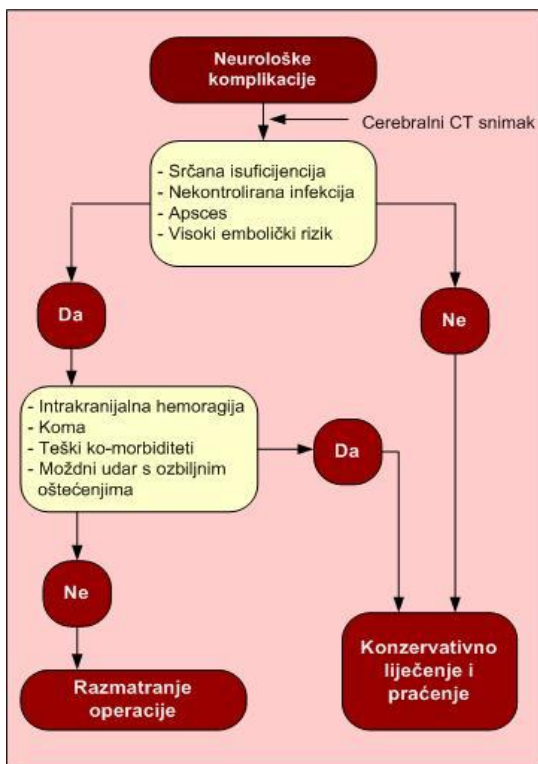 Neurološke
komplikacije
Cerebralni CT snimak
- Srčana isuficijencija
- Nekontrolirana infekcija
- Apsces
- Visoki embolički rizik
Da
Ne
- Intrakranijalna hemoragija
- Koma
- Teški ko-morbiditeti
- Moždni udar s ozbiljnim
oštećenjima
Da
Ne
Konzervativno
liječenje i
praćenje
Razmatranje
operacije